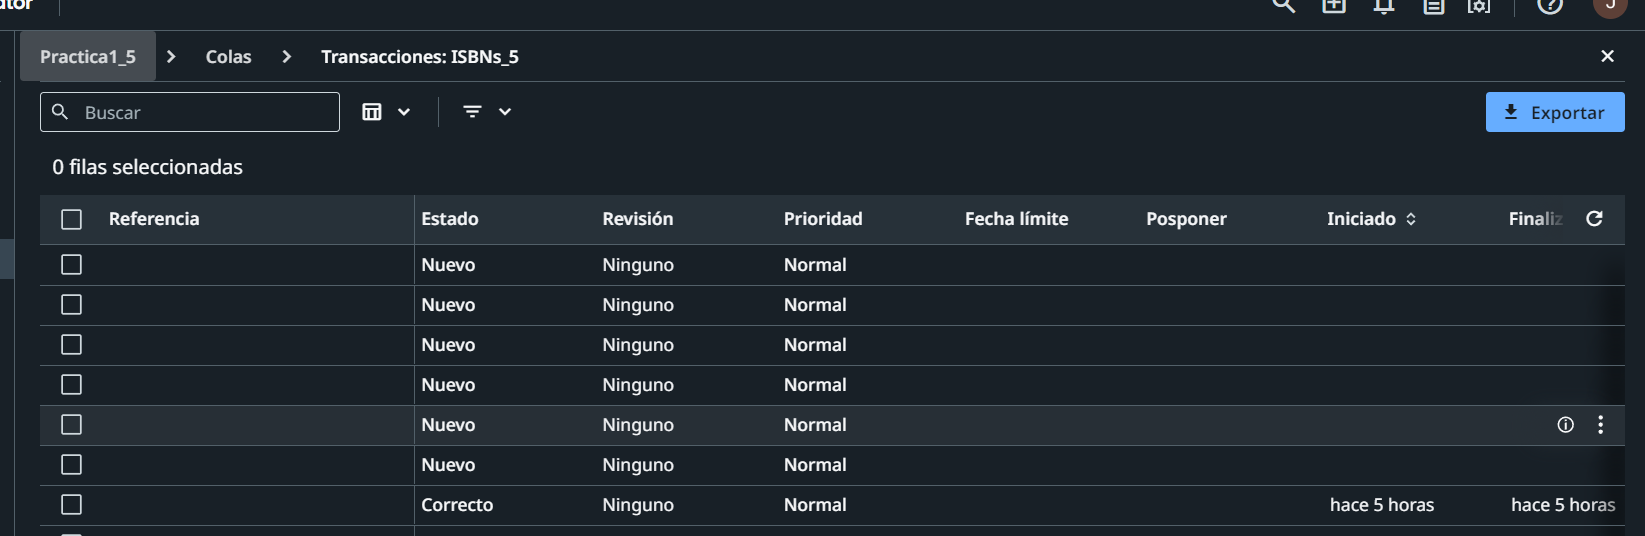 Practica1_5 > Colas > Transacciones: ISBNs_5
Buscar
Exportar
0 filas seleccionadas
Referencia Estado Revisión Prioridad Fecha límite Posponer Iniciado
Nuevo Ninguno Normal
Nuevo Ninguno Normal
Nuevo Ninguno Normal
Nuevo Ninguno Normal
Nuevo Ninguno Normal
Nuevo Ninguno Normal
Correcto Ninguno Normal hace 5 horas hace 5 horas